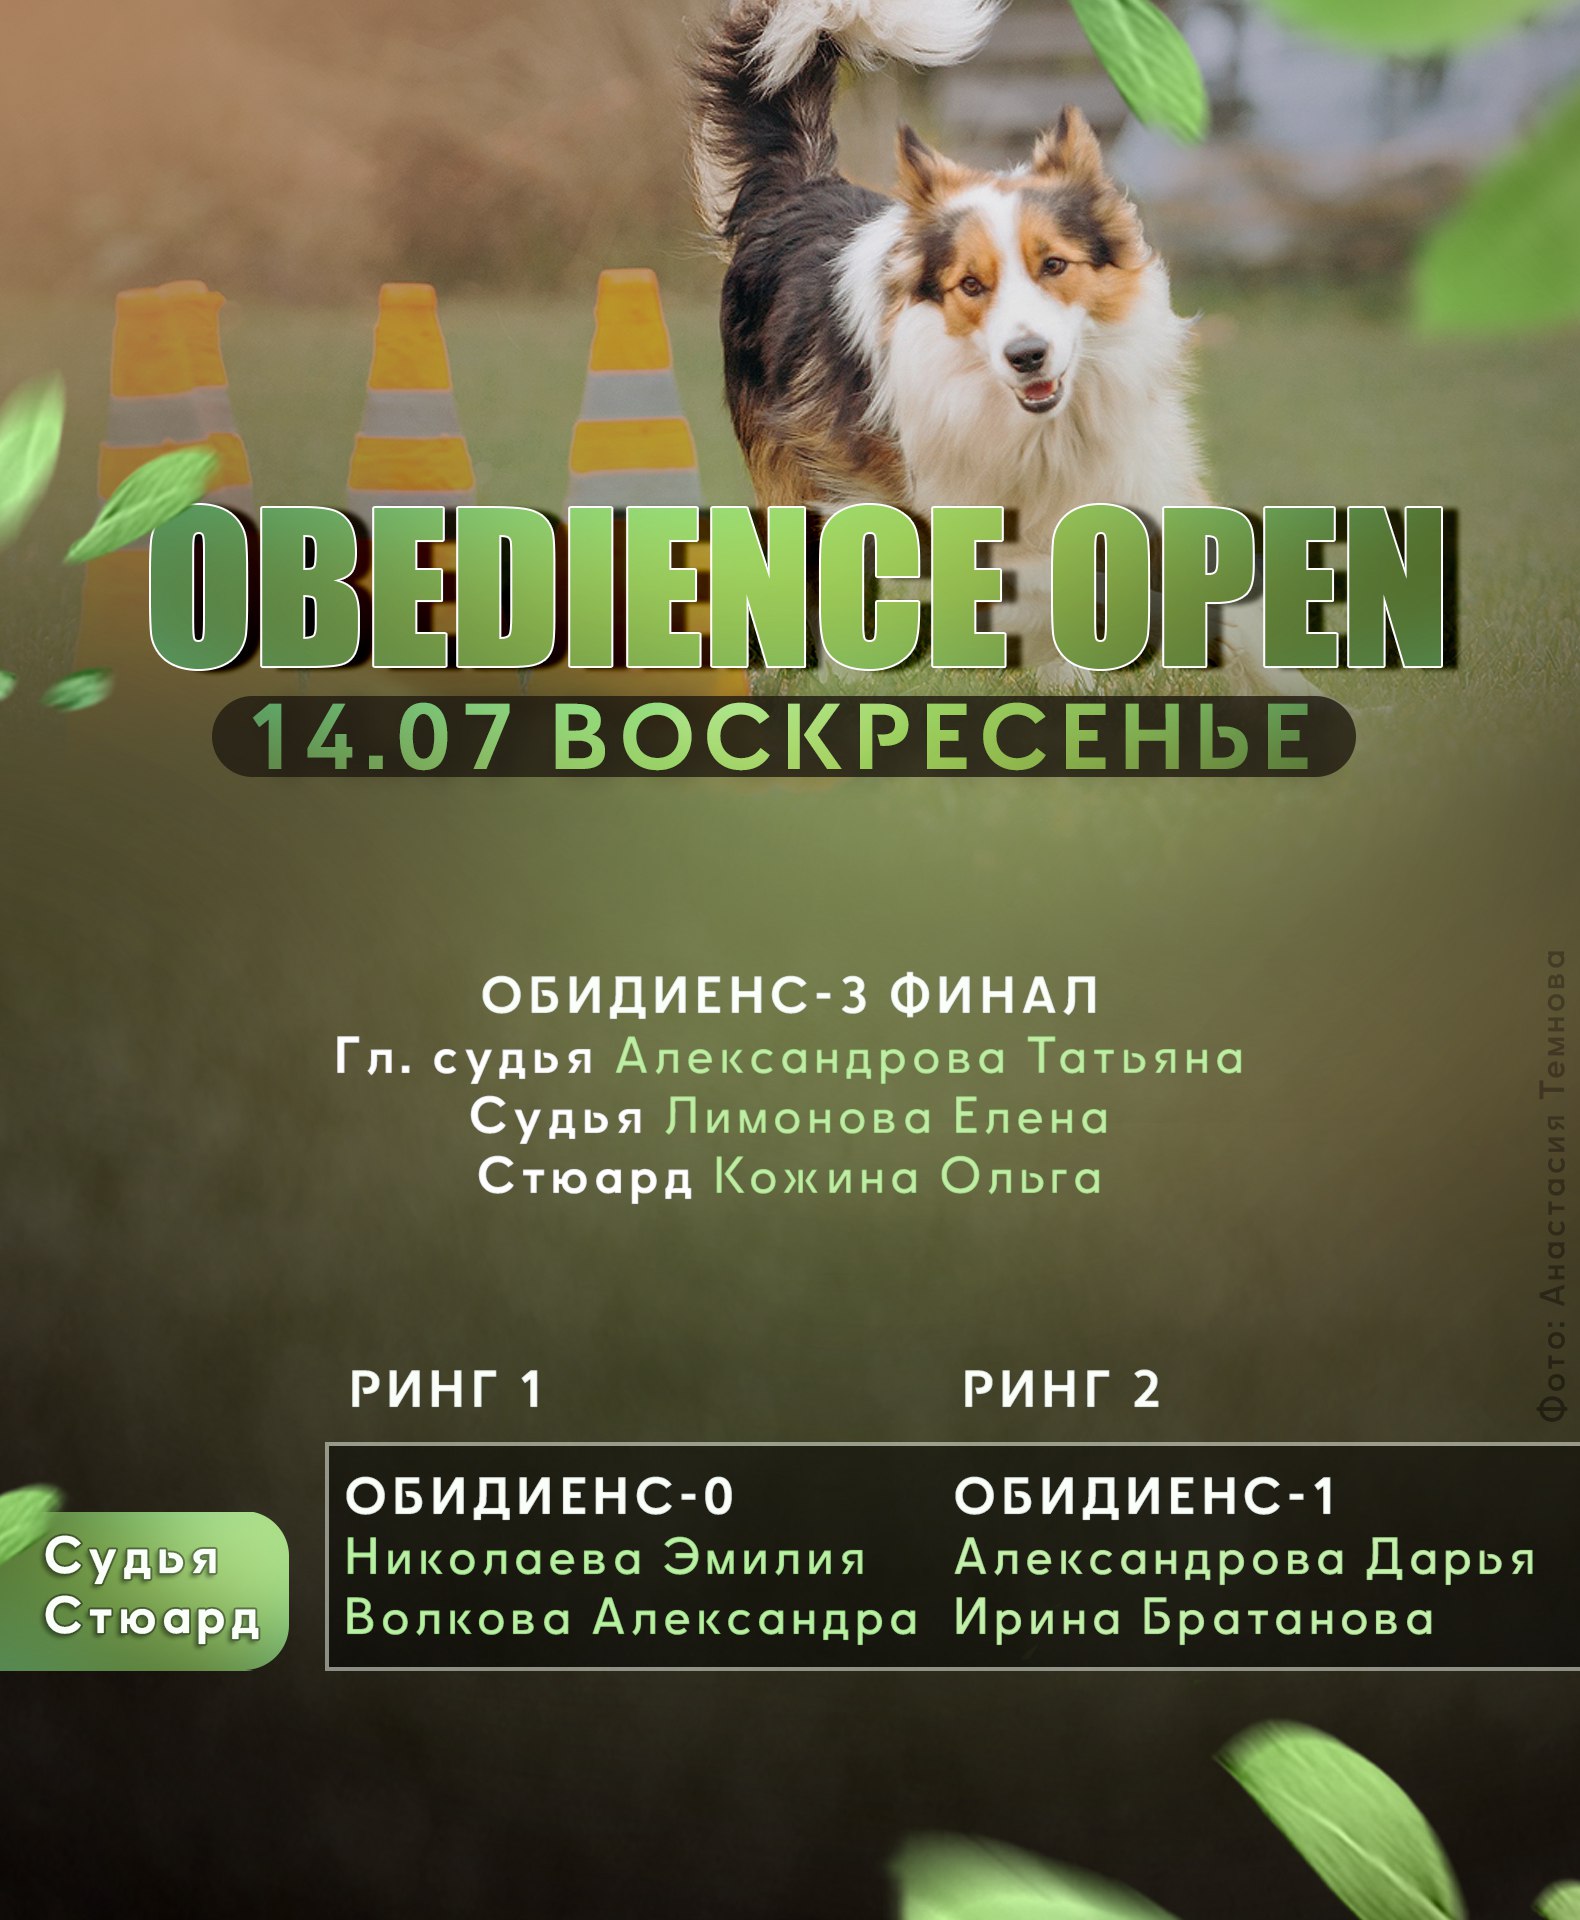 OBEDIENCE OPEN
14.07 ВОСКРЕСЕНЬЕ
ОБИДИЕНС-3 ФИНАЛ
Гл. судья Александрова Татьяна
Судья Лимонова Елена
Стюард Кожина Ольга
Фото: Анастасия Темнова
РИНГ 1 РИНГ 2
ОБИДИЕНС-0 ОБИДИЕНС-1
Судья Николаева Эмилия Александрова Дарья
Стюард Волкова Александра Ирина Братанова